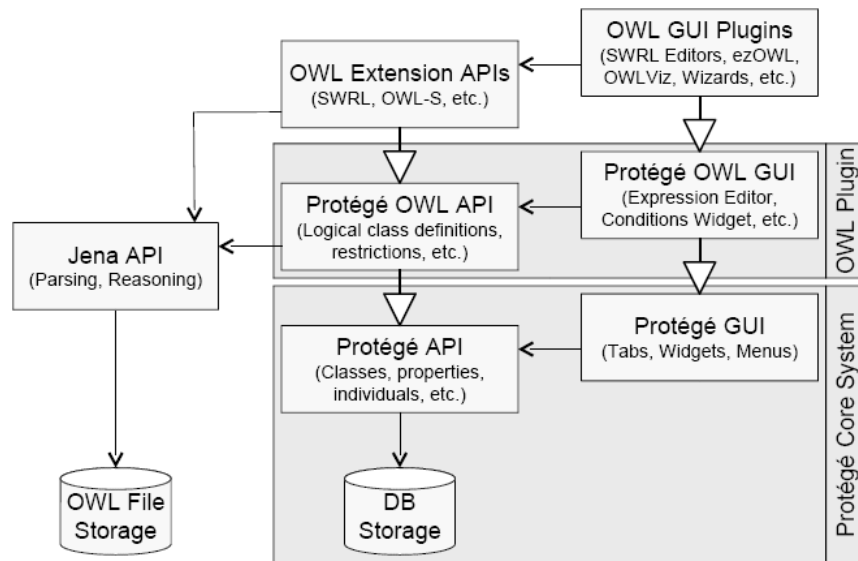 OWL GUI Plugins
(SWRL Editors, ezOWL,
OWLViz, Wizards, etc.)
OWL Extension APIs
(SWRL, OWL-S, etc.)
Protégé OWL GUI
(Expression Editor,
Conditions Widget, etc.)
Protégé OWL API
(Logical class definitions,
restrictions, etc.)
OWL Plugin
Jena API
(Parsing, Reasoning)
Protégé GUI
(Tabs, Widgets, Menus)
Protégé API
(Classes, properties,
individuals, etc.)
Protégé Core System
OWL File
Storage
DB
Storage